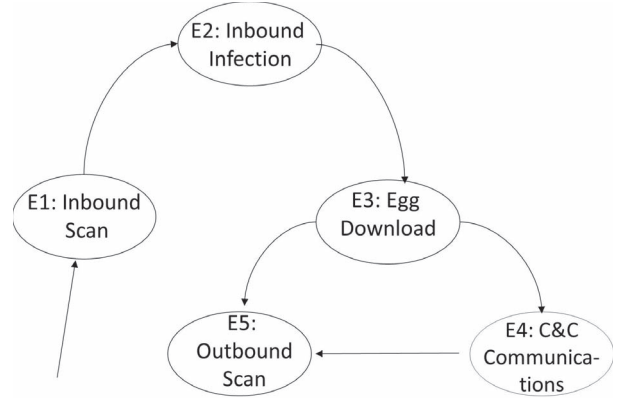 E2: Inbound
Infection
E1: Inbound
Scan
E3: Egg
Download
E5:
Outbound
Scan
E4: C&C
Communica-
tions